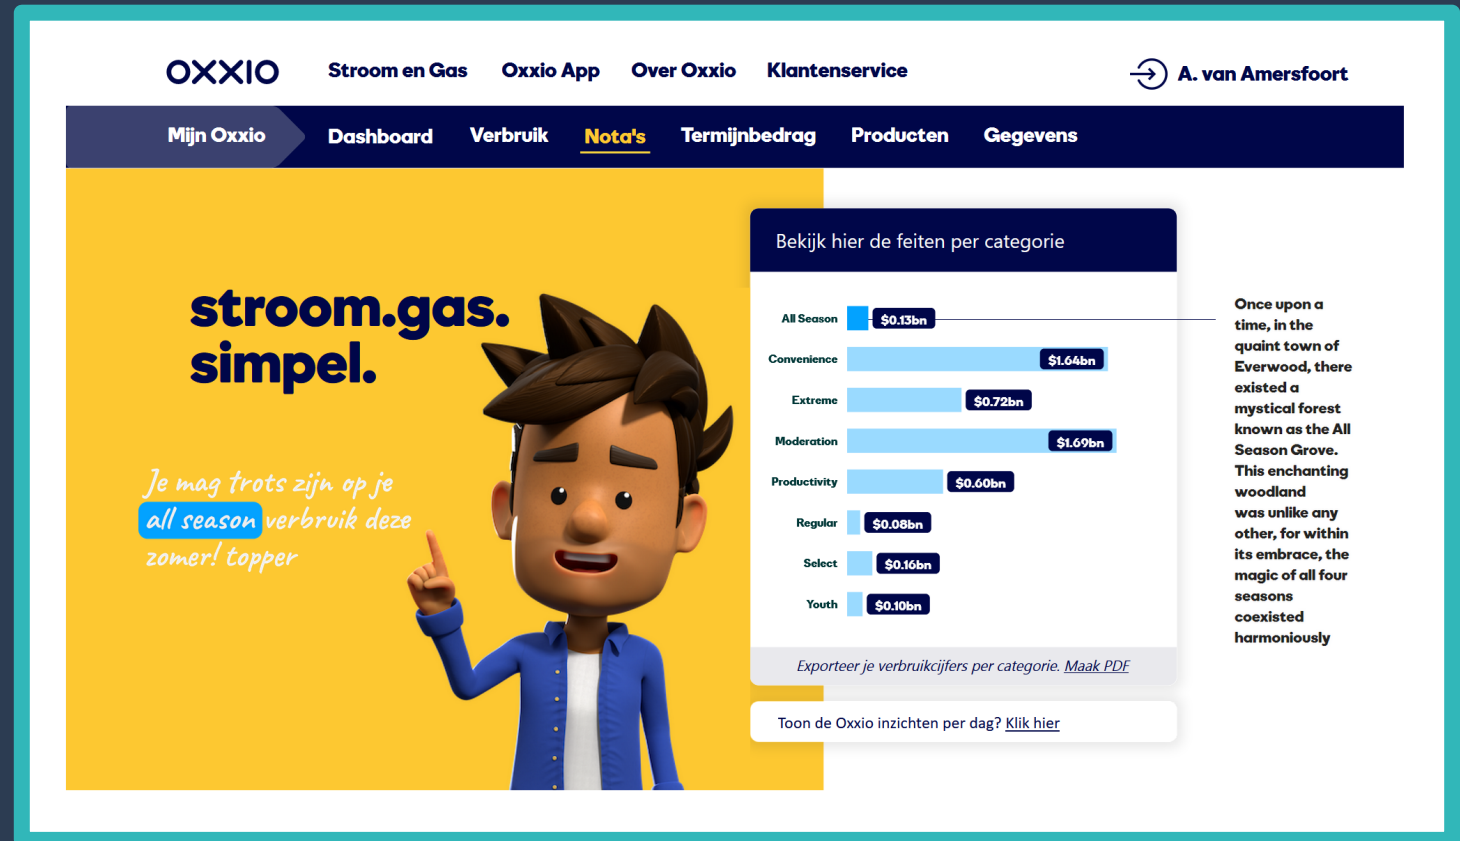 OXXIO
Stroom en Gas
Oxxio App
Over Oxxio
Klantenservice
A. van Amersfoort
Mijn Oxxio
Dashboard
Verbruik
Nota's
Termijnbedrag
Producten
Gegevens
stroom.gas.
simpel.
Je mag trots zijn op je
all season verbruik deze
zomer! topper
Bekijk hier de feiten per categorie
All Season $0.13bn
Convenience $1.64bn
Extreme $0.72bn
Moderation $1.69bn
Productivity $0.60bn
Regular $0.08bn
Select $0.16bn
Youth $0.10bn
Exporteer je verbruikcijfers per categorie. Maak PDF
Toon de Oxxio inzichten per dag? Klik hier
Once upon a
time, in the
quaint town of
Everwood, there
existed a
mystical forest
known as the All
Season Grove.
This enchanting
woodland
was unlike any
other, for within
its embrace, the
magic of all four
seasons
coexisted
harmoniously